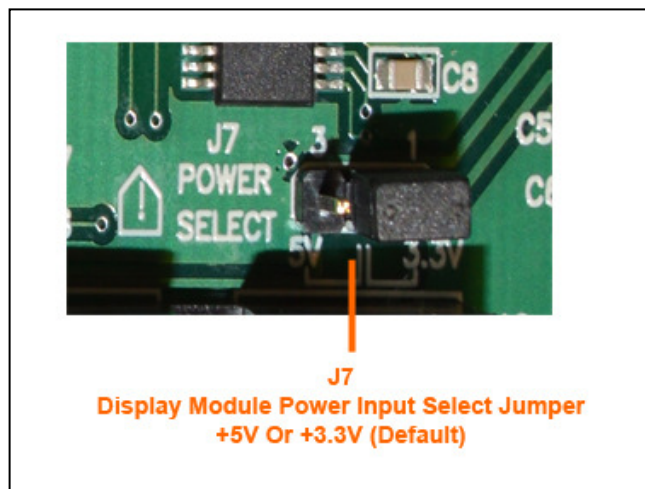 C8
J7 3 1
POWER
SELECT
5V 3.3V
C5
J7
Display Module Power Input Select Jumper
+5V Or +3.3V (Default)